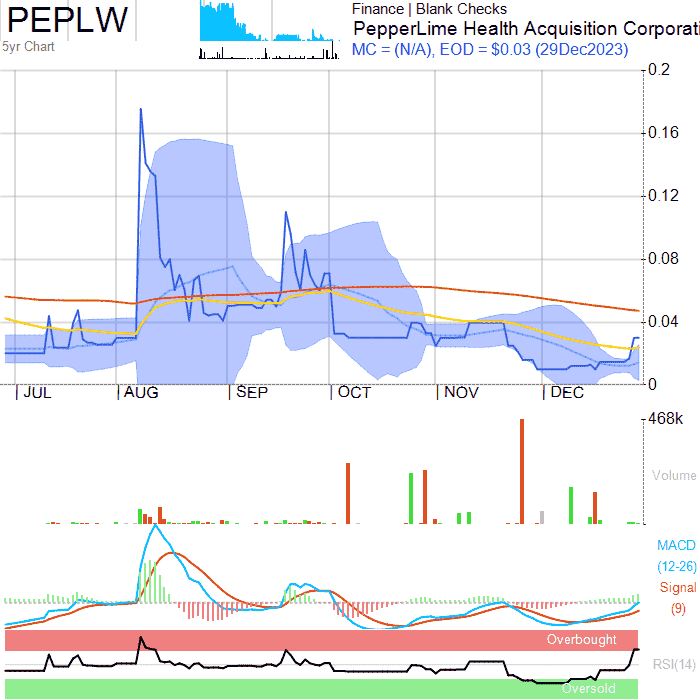 PEPLW
5yr Chart
Finance | Blank Checks
PepperLime Health Acquisition Corporati
MC = (N/A), EOD = $0.03 (29Dec2023)
0.2
0.16
0.12
0.08
0.04
0
JUL AUG SEP OCT NOV DEC
468k
Volume
MACD
(12-26)
Signal
(9)
Overbought
RSI(14)
Oversold